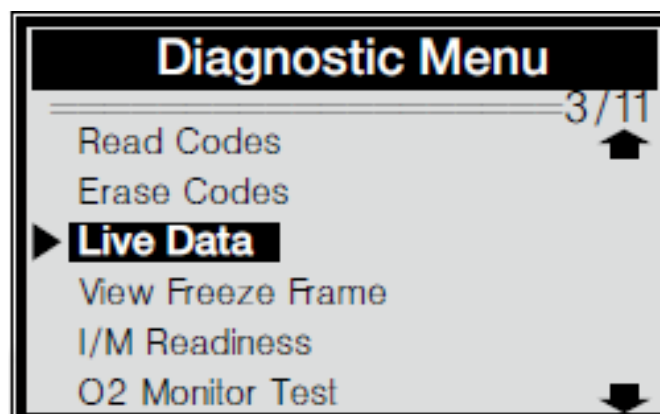 Diagnostic Menu
3/11
Read Codes
Erase Codes
Live Data
View Freeze Frame
I/M Readiness
O2 Monitor Test